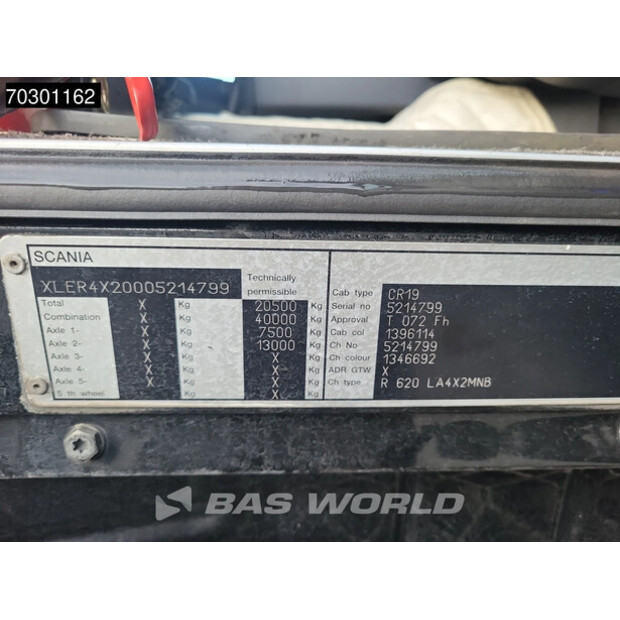 70301162
SCANIA
XLER4X20005214799
Technically
permissible
Total X Kg 20500 Kg
Combination X Kg 40000 Kg
Axle 1- X Kg 7500 Kg
Axle 2- X Kg 13000 Kg
Axle 3- X Kg X Kg
Axle 4- X Kg X Kg
Axle 5- X Kg X Kg
5 th wheel Kg X Kg
Cab type CR19
Serial no 5214799
Approval T 072 Fh
Cab col 1396114
Ch No 5214799
Ch colour 1346692
ADR GTW X
Ch type R 620 LA4X2MNB
BAS WORLD